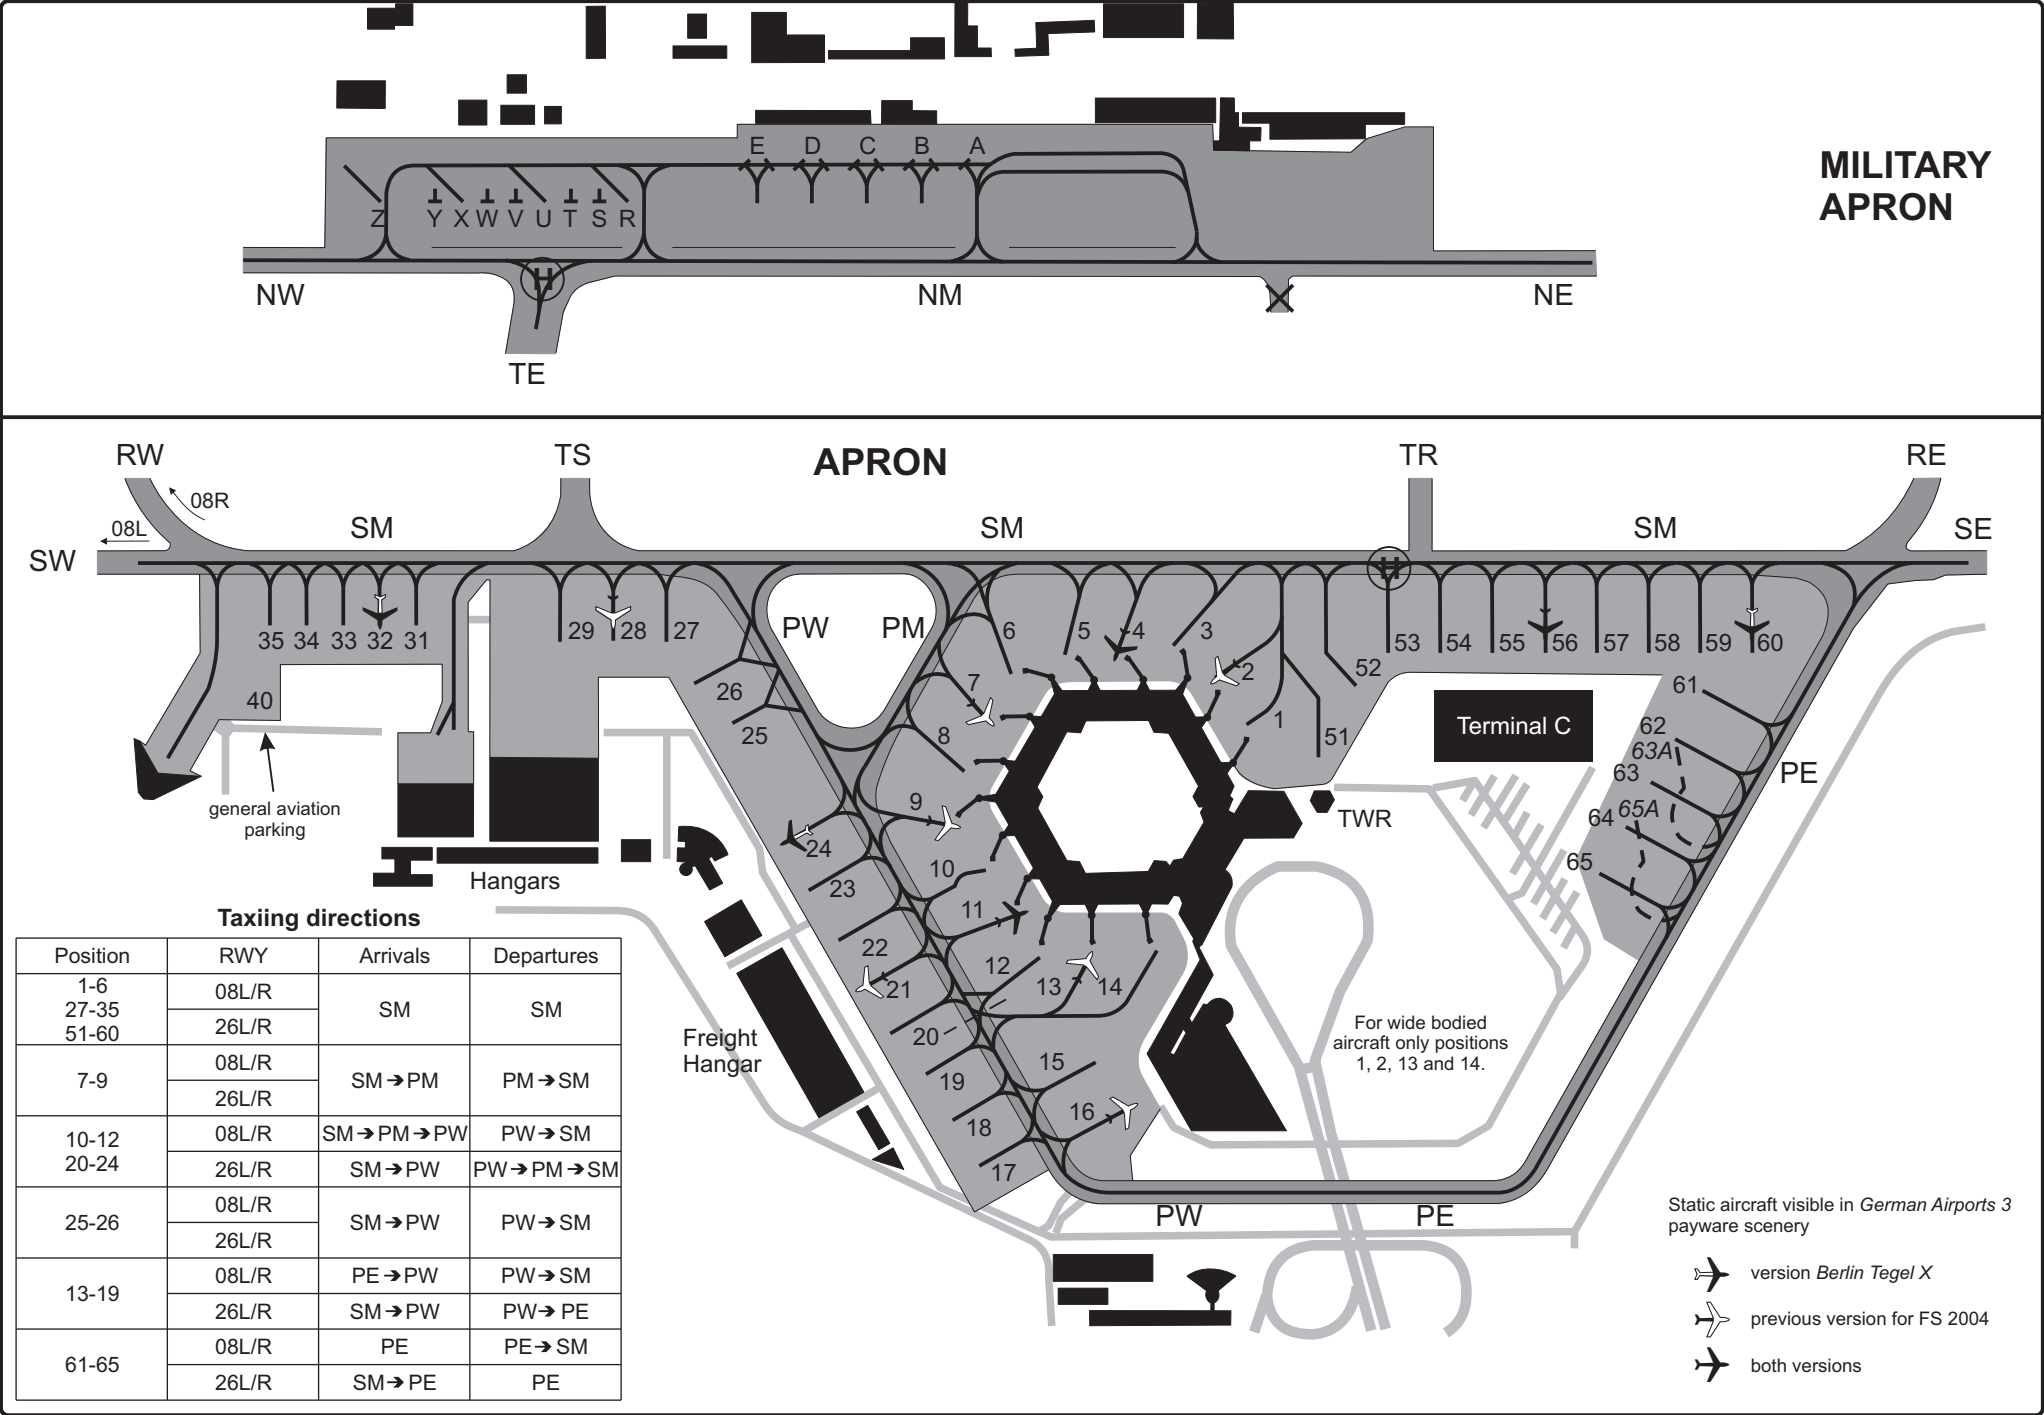 E D C B A
MILITARY
APRON
Z Y X W V U T S R
H
NW NM NE
TE
RW TS APRON TR RE
08R
08L
SM SM SM
SW SE
H
PW PM
35 34 33 32 31 29 28 27 6 5 4 3 2 53 54 55 56 57 58 59 60
52
26 7 61
40 1 62
25 8 51 Terminal C 63A
63 PE
general aviation
parking
9 TWR 64 65A
24
10 65
Hangars 23
11
22
12
21 13 14
20
Freight
Hangar
For wide bodied
aircraft only positions
1, 2, 13 and 14.
15
19
16
18
17
PW PE
Taxiing directions
Position RWY Arrivals Departures
1-6
27-35
51-60
08L/R
26L/R
SM SM
7-9
08L/R
26L/R
SM➔PM PM➔SM
10-12
20-24
08L/R SM➔PM➔PW PW➔SM
26L/R SM➔PW PW➔PM➔SM
25-26
08L/R
26L/R
SM➔PW PW➔SM
13-19
08L/R PE➔PW PW➔SM
26L/R SM➔PW PW➔PE
61-65
08L/R PE PE➔SM
26L/R SM➔PE PE
Static aircraft visible in German Airports 3
payware scenery
version Berlin Tegel X
previous version for FS 2004
both versions